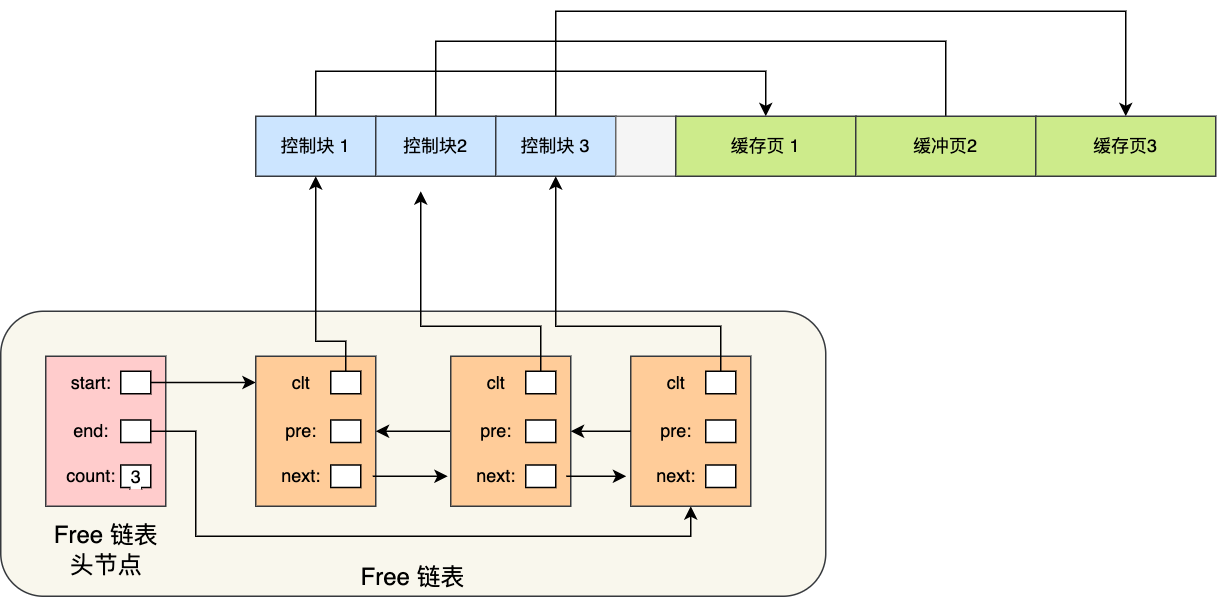 控制块 1
控制块2
控制块 3
缓存页 1
缓冲页2
缓存页3
start:
end:
count: 3
clt
pre:
next:
clt
pre:
next:
clt
pre:
next:
Free 链表
头节点
Free 链表